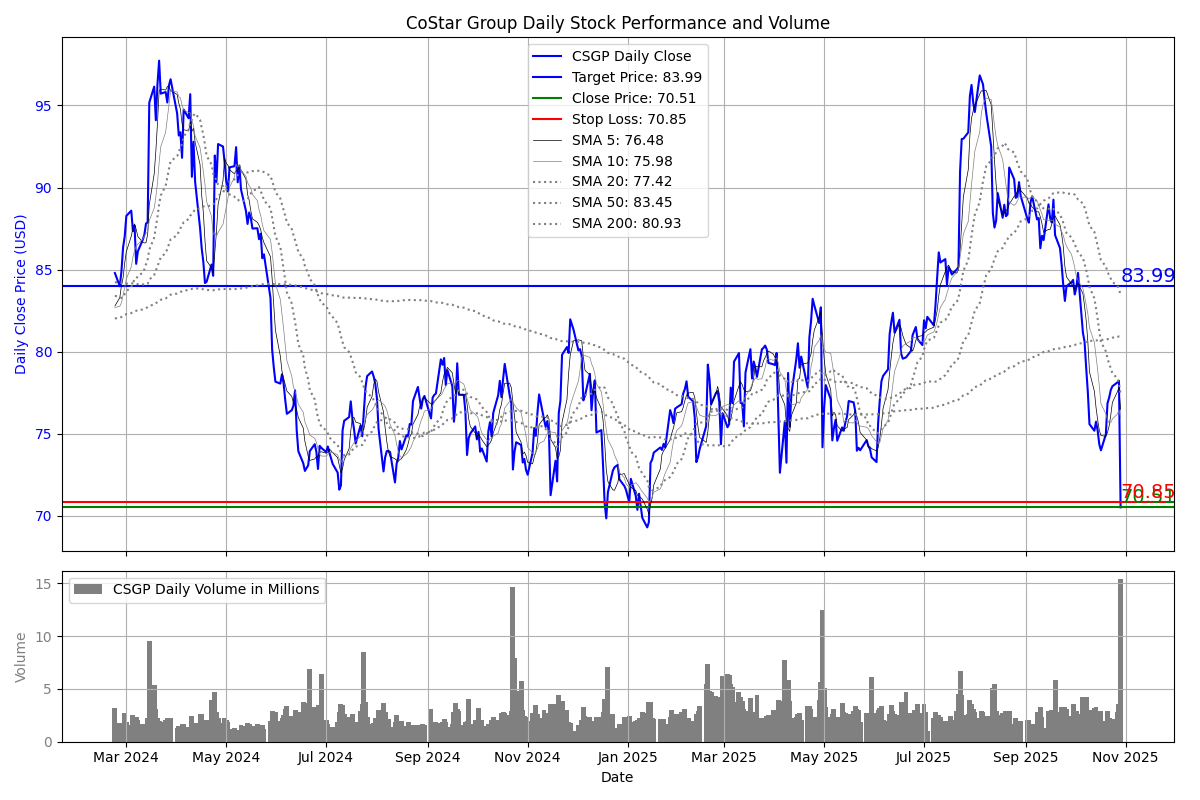 CoStar Group Daily Stock Performance and Volume
CSGP Daily Close
Target Price: 83.99
Close Price: 70.51
Stop Loss: 70.85
SMA 5: 76.48
SMA 10: 75.98
SMA 20: 77.42
SMA 50: 83.45
SMA 200: 80.93
Daily Close Price (USD)
95
90
85
80
75
70
83.99
70.85
70.51
CSGP Daily Volume in Millions
Volume
15
10
5
0
Mar 2024 May 2024 Jul 2024 Sep 2024 Nov 2024 Jan 2025 Mar 2025 May 2025 Jul 2025 Sep 2025 Nov 2025
Date